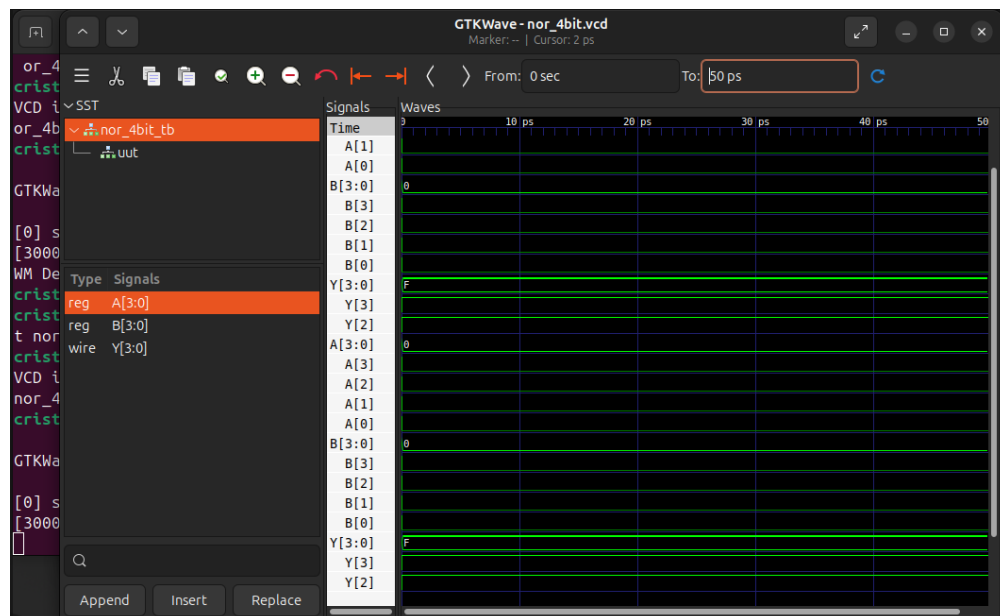 GTKWave - nor_4bit.vcd
Marker: -- | Cursor: 2 ps
From: 0 sec
To: 50 ps
or_4
crist
VCD i
or_4b
crist
GTKWa
[0] s
[3000
WM De
crist
crist
t nor
crist
VCD i
nor_4
crist
GTKWa
[0] s
[3000
SST
nor_4bit_tb
uut
Type Signals
reg A[3:0]
reg B[3:0]
wire Y[3:0]
Append Insert Replace
Signals
Time
A[1]
A[0]
B[3:0]
B[3]
B[2]
B[1]
B[0]
Y[3:0]
Y[3]
Y[2]
A[3:0]
A[3]
A[2]
A[1]
A[0]
B[3:0]
B[3]
B[2]
B[1]
B[0]
Y[3:0]
Y[3]
Y[2]
Waves
10 ps 20 ps 30 ps 40 ps 50
0
F
0
0
F